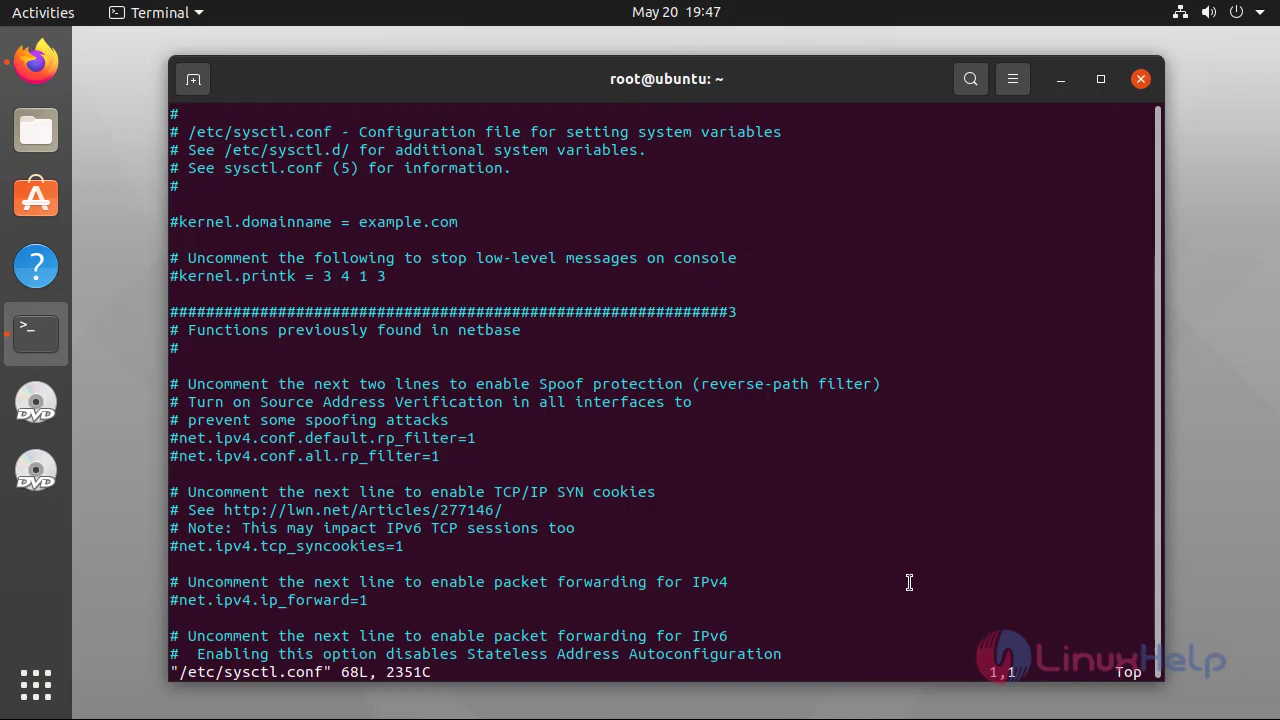 Activities
Terminal
May 20 19:47
root@ubuntu: ~
#
# /etc/sysctl.conf - Configuration file for setting system variables
# See /etc/sysctl.d/ for additional system variables.
# See sysctl.conf (5) for information.
#
#kernel.domainname = example.com
# Uncomment the following to stop low-level messages on console
#kernel.printk = 3 4 1 3
##############################################################3
# Functions previously found in netbase
#
# Uncomment the next two lines to enable Spoof protection (reverse-path filter)
# Turn on Source Address Verification in all interfaces to
# prevent some spoofing attacks
#net.ipv4.conf.default.rp_filter=1
#net.ipv4.conf.all.rp_filter=1
# Uncomment the next line to enable TCP/IP SYN cookies
# See http://lwn.net/Articles/277146/
# Note: This may impact IPv6 TCP sessions too
#net.ipv4.tcp_syncookies=1
# Uncomment the next line to enable packet forwarding for IPv4
#net.ipv4.ip_forward=1
# Uncomment the next line to enable packet forwarding for IPv6
#  Enabling this option disables Stateless Address Autoconfiguration
"/etc/sysctl.conf" 68L, 2351C 1,1 Top
LinuxHelp
>_
?
DVD
DVD